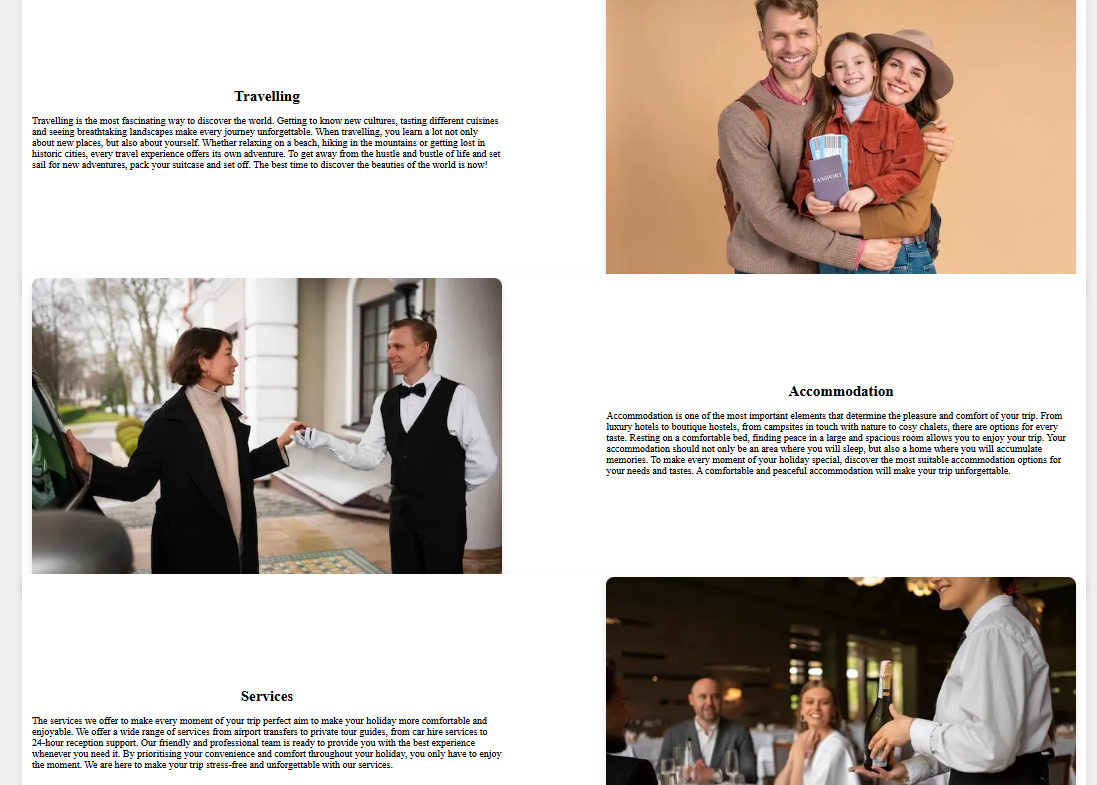 Travelling
Travelling is the most fascinating way to discover the world. Getting to know new cultures, tasting different cuisines
and seeing breathtaking landscapes make every journey unforgettable. When travelling, you learn a lot not only
about new places, but also about yourself. Whether relaxing on a beach, hiking in the mountains or getting lost in
historic cities, every travel experience offers its own adventure. To get away from the hustle and bustle of life and set
sail for new adventures, pack your suitcase and set off. The best time to discover the beauties of the world is now!
PASSPORT
Accommodation
Accommodation is one of the most important elements that determine the pleasure and comfort of your trip. From
luxury hotels to boutique hostels, from campsites in touch with nature to cosy chalets, there are options for every
taste. Resting on a comfortable bed, finding peace in a large and spacious room allows you to enjoy your trip. Your
accommodation should not only be an area where you will sleep, but also a home where you will accumulate
memories. To make every moment of your holiday special, discover the most suitable accommodation options for
your needs and tastes. A comfortable and peaceful accommodation will make your trip unforgettable.
Services
The services we offer to make every moment of your trip perfect aim to make your holiday more comfortable and
enjoyable. We offer a wide range of services from airport transfers to private tour guides, from car hire services to
24-hour reception support. Our friendly and professional team is ready to provide you with the best experience
whenever you need it. By prioritising your convenience and comfort throughout your holiday, you only have to enjoy
the moment. We are here to make your trip stress-free and unforgettable with our services.